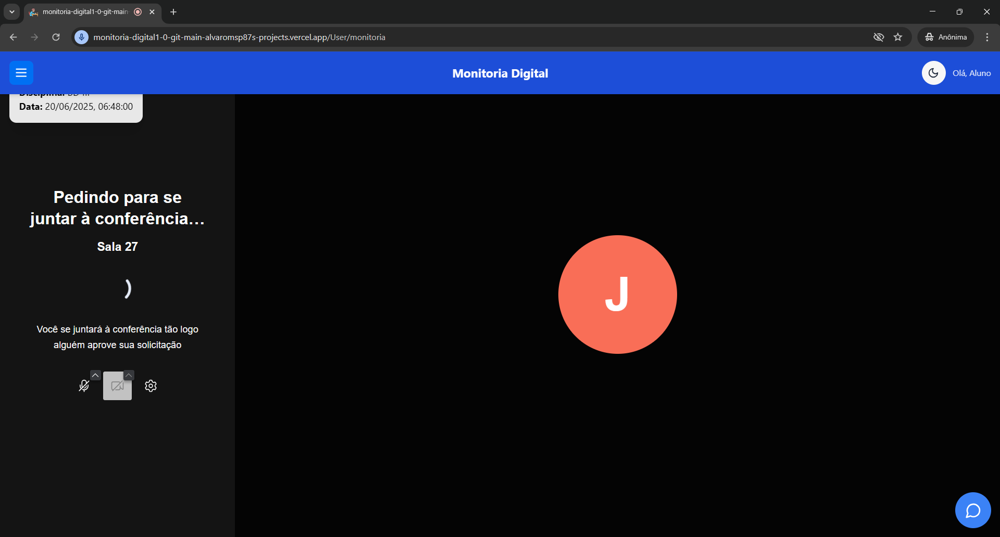 monitoria-digital1-0-git-main-
monitoria-digital1-0-git-main-alvaromsp87s-projects.vercel.app/User/monitoria
Anônima
Monitoria Digital
Olá, Aluno
Data: 20/06/2025, 06:48:00
Pedindo para se
juntar à conferência...
Sala 27
Você se juntará à conferência tão logo
alguém aprove sua solicitação
J